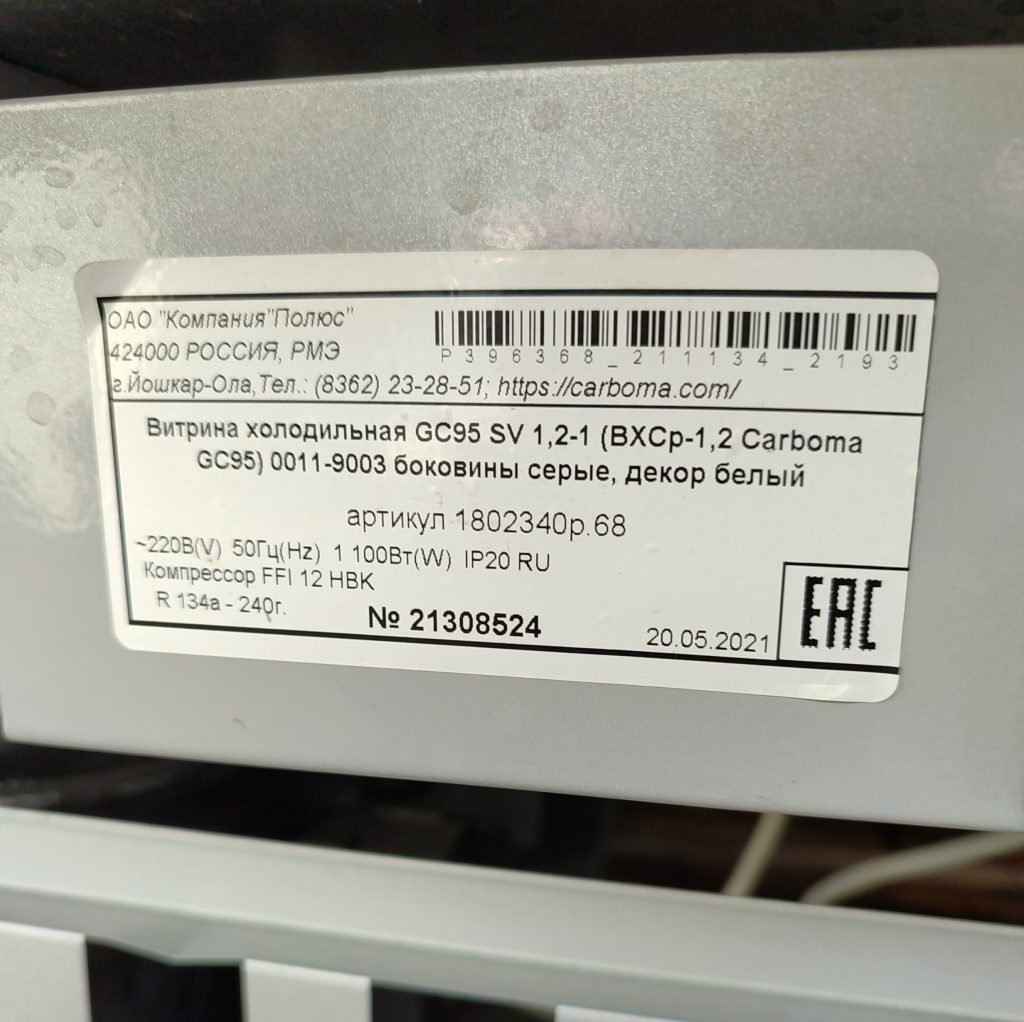 ОАО "Компания"Полюс"
424000 РОССИЯ, РМЭ
P396368_211134_2193
г.Йошкар-Ола,Тел.: (8362) 23-28-51; https://carboma.com/
Витрина холодильная GC95 SV 1,2-1 (ВХСр-1,2 Carboma
GC95) 0011-9003 боковины серые, декор белый
артикул 1802340р.68
~220В(V) 50Гц(Hz) 1 100Вт(W) IP20 RU
Компрессор FFI 12 HBK
R 134a - 240г.
№ 21308524
20.05.2021
EAC